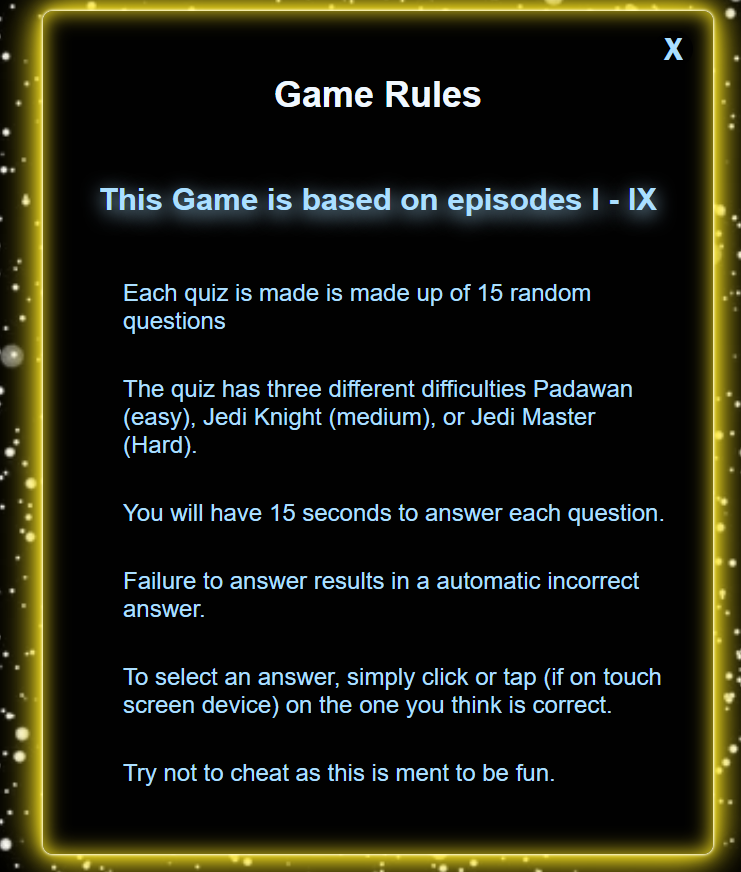 X
Game Rules
This Game is based on episodes I - IX
Each quiz is made is made up of 15 random
questions
The quiz has three different difficulties Padawan
(easy), Jedi Knight (medium), or Jedi Master
(Hard).
You will have 15 seconds to answer each question.
Failure to answer results in a automatic incorrect
answer.
To select an answer, simply click or tap (if on touch
screen device) on the one you think is correct.
Try not to cheat as this is ment to be fun.